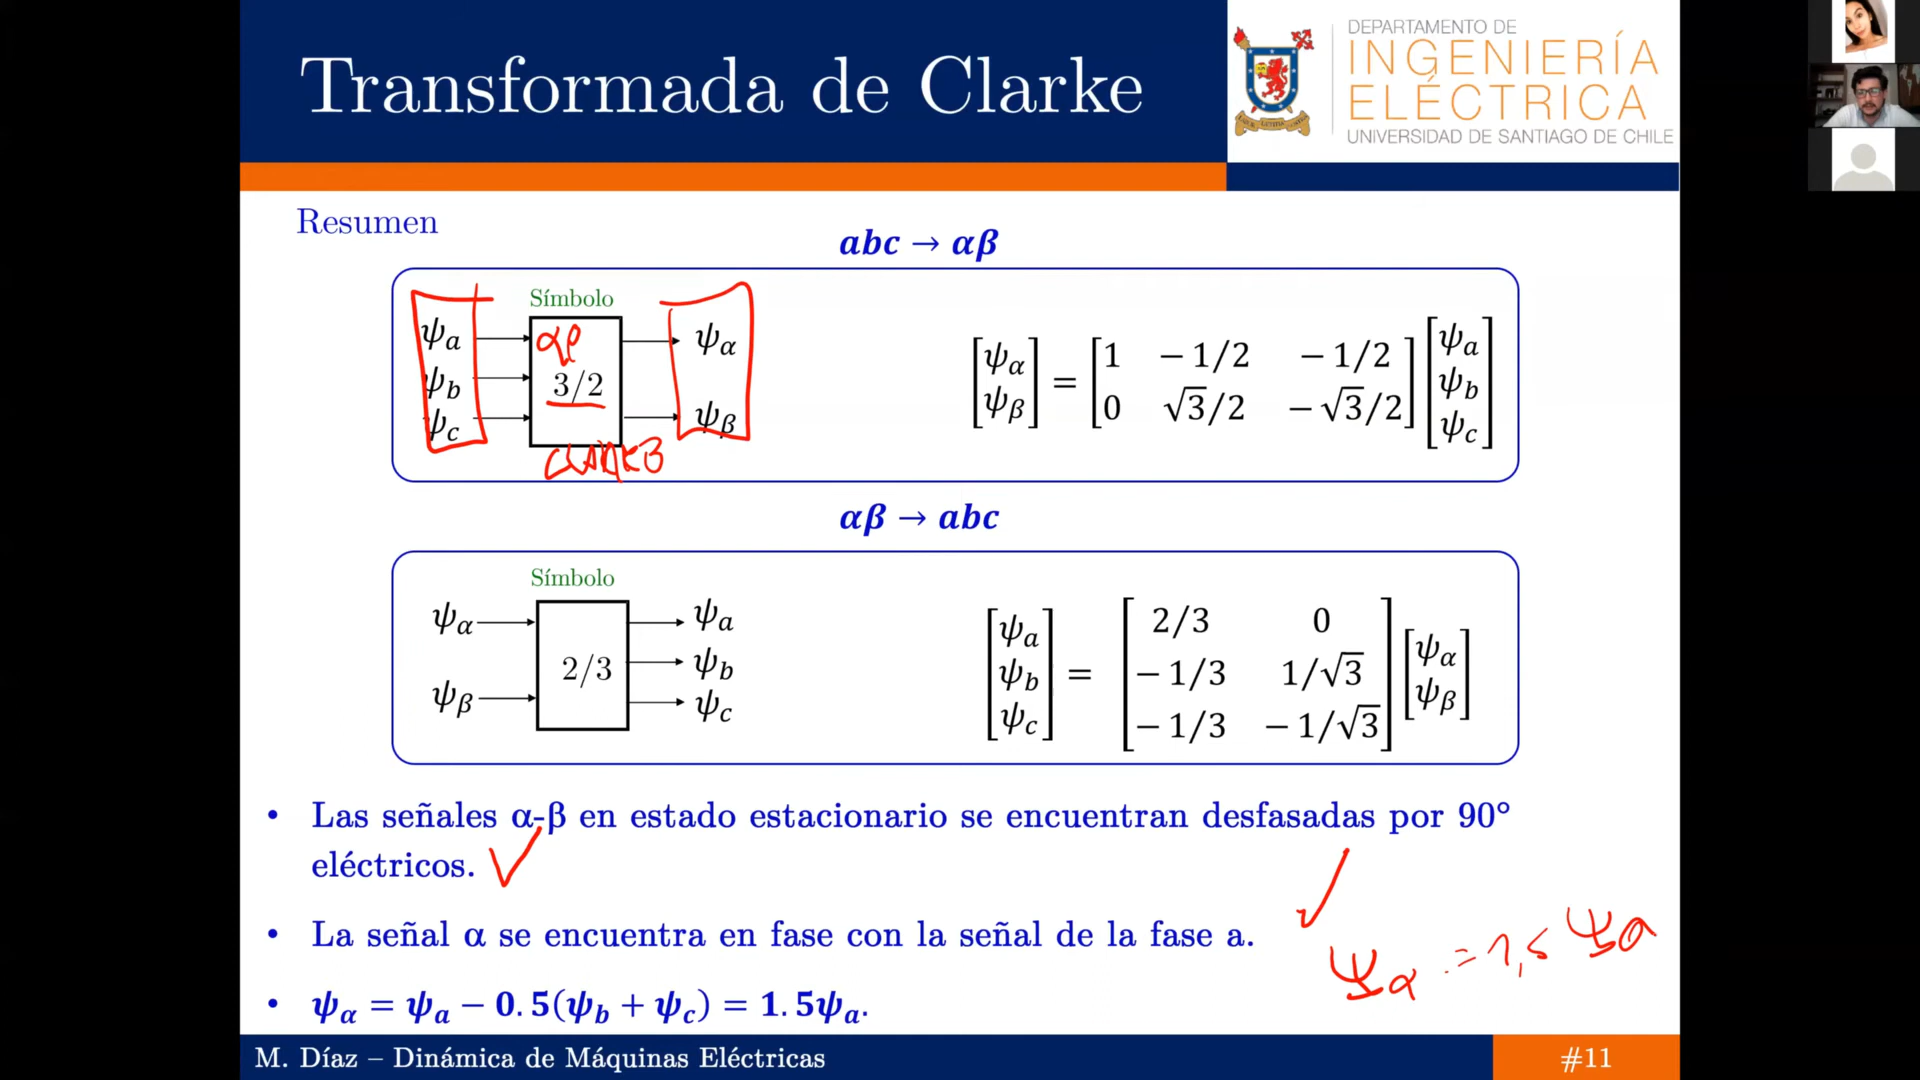 Transformada de Clarke
DEPARTAMENTO DE
INGENIERÍA
ELÉCTRICA
UNIVERSIDAD DE SANTIAGO DE CHILE
Resumen
abc → αβ
Símbolo
ψa
ψb
ψc
αβ
3/2
CLARKE
ψα
ψβ
[ψα ψβ] = [1 −1/2 −1/2; 0 √3/2 −√3/2] [ψa ψb ψc]
αβ → abc
Símbolo
ψα
ψβ
2/3
ψa
ψb
ψc
[ψa ψb ψc] = [2/3 0; −1/3 1/√3; −1/3 −1/√3] [ψα ψβ]
• Las señales α-β en estado estacionario se encuentran desfasadas por 90°
eléctricos.
• La señal α se encuentra en fase con la señal de la fase a.
ψα = 1,5 ψa
• ψα = ψa − 0.5(ψb + ψc) = 1.5ψa.
M. Díaz – Dinámica de Máquinas Eléctricas
#11